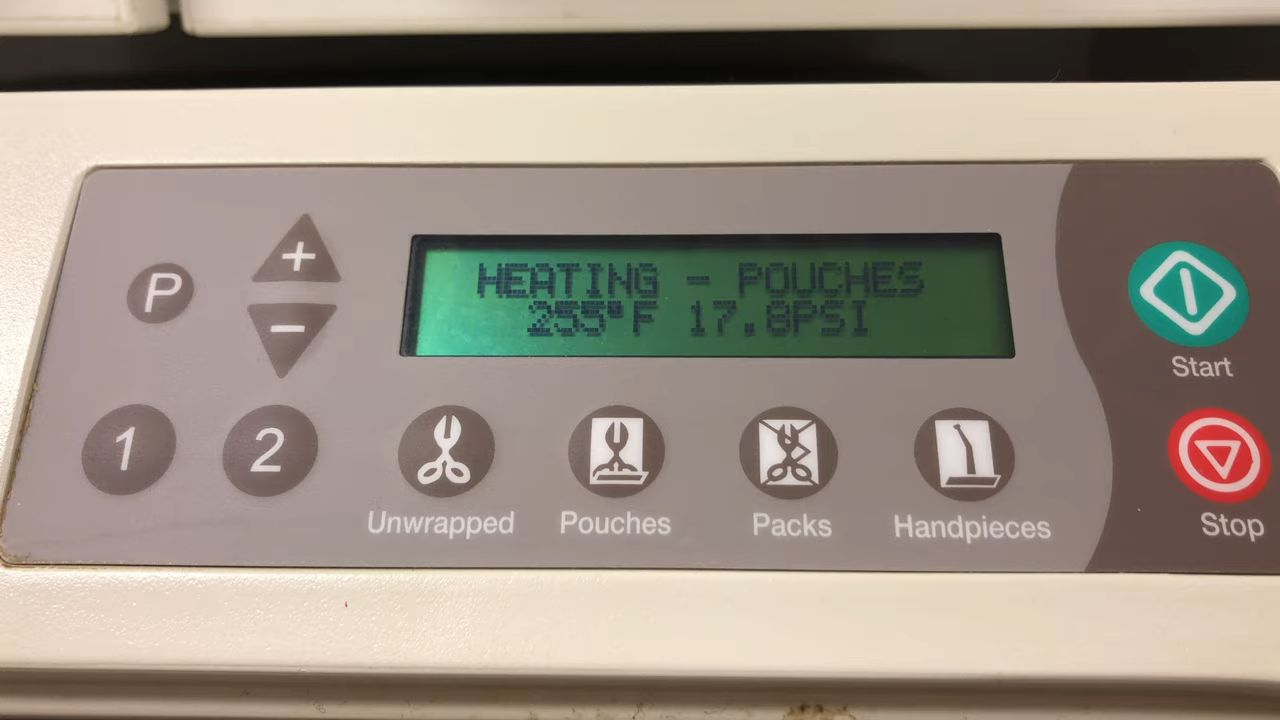 HEATING - POUCHES
255°F 17.8PSI
P
+
-
1
2
Unwrapped
Pouches
Packs
Handpieces
Start
Stop